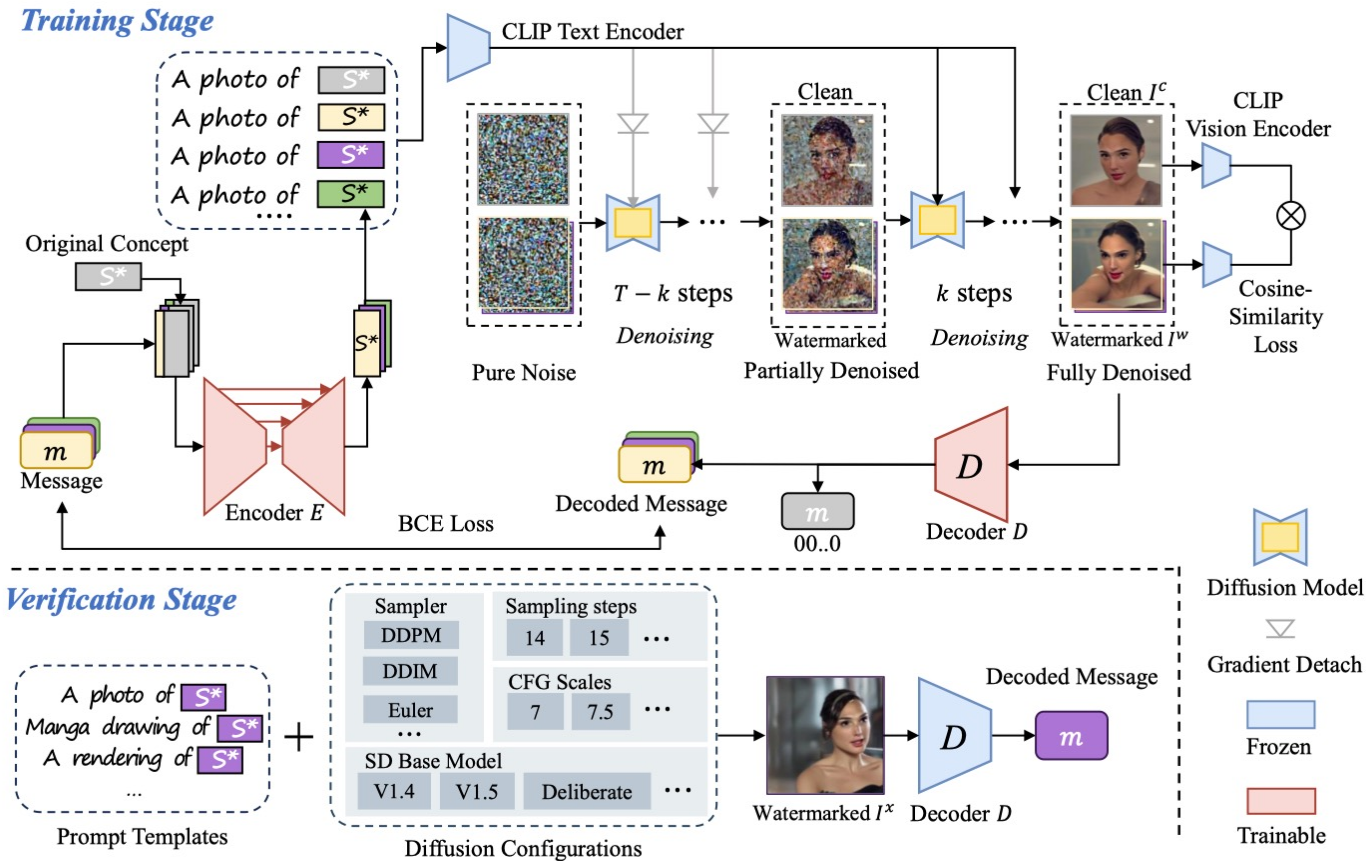 Training Stage
A photo of S*
A photo of S*
A photo of S*
A photo of S*
.....
CLIP Text Encoder
Original Concept
S*
S*
m
Message
Encoder E
BCE Loss
Pure Noise
T − k steps
Denoising
...
Clean
Watermarked
Partially Denoised
k steps
Denoising
...
Clean I^c
Watermarked I^w
Fully Denoised
CLIP
Vision Encoder
Cosine-
Similarity
Loss
m
Decoded Message
m
00..0
D
Decoder D
Verification Stage
A photo of S*
Manga drawing of S*
A rendering of S*
...
Prompt Templates
+
Sampler
DDPM
DDIM
Euler
...
Sampling steps
14 15 ...
CFG Scales
7 7.5 ...
SD Base Model
V1.4 V1.5 Deliberate ...
Diffusion Configurations
Watermarked I^x
D
Decoder D
Decoded Message
m
Diffusion Model
Gradient Detach
Frozen
Trainable